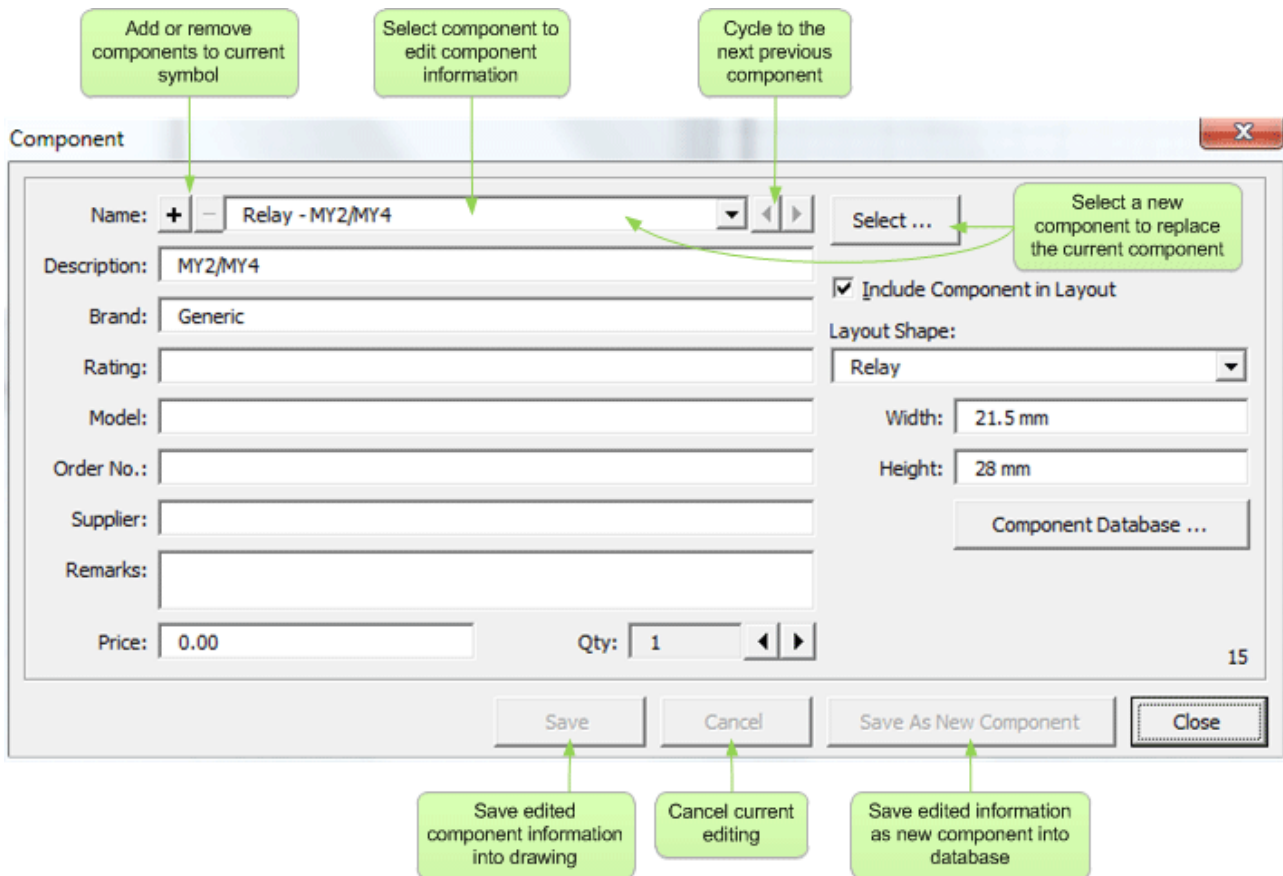 Add or remove
components to current
symbol
Select component to
edit component
information
Cycle to the
next previous
component
Component
Name: + − Relay - MY2/MY4
Select ...
Select a new
component to replace
the current component
Description: MY2/MY4
Include Component in Layout
Brand: Generic
Layout Shape:
Rating:
Relay
Model:
Width: 21.5 mm
Order No.:
Height: 28 mm
Supplier:
Component Database ...
Remarks:
Price: 0.00 Qty: 1
15
Save Cancel Save As New Component Close
Save edited
component information
into drawing
Cancel current
editing
Save edited information
as new component into
database